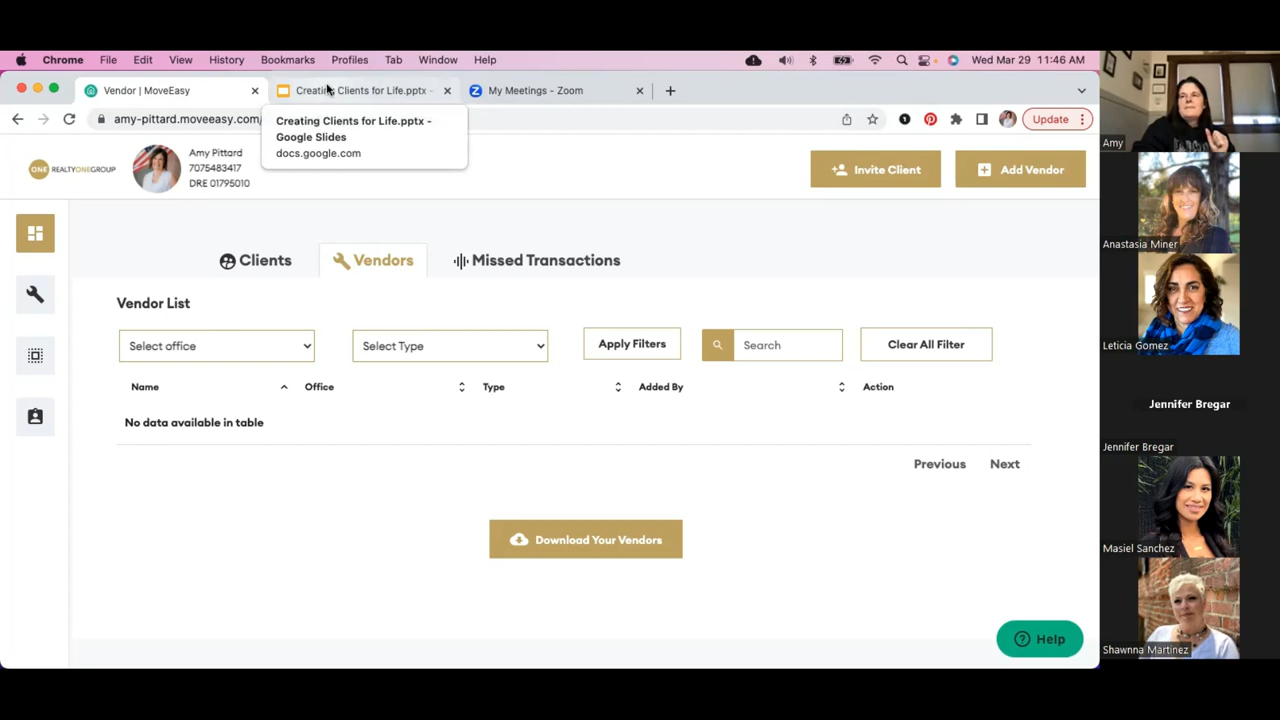 Chrome File Edit View History Bookmarks Profiles Tab Window Help Wed Mar 29 11:46 AM
Vendor | MoveEasy Creating Clients for Life.pptx - My Meetings - Zoom
amy-pittard.moveeasy.com/ Update
Creating Clients for Life.pptx -
Google Slides
docs.google.com
ONE REALTYONEGROUP
Amy Pittard
7075483417
DRE 01795010
Invite Client Add Vendor
Clients Vendors Missed Transactions
Vendor List
Select office Select Type Apply Filters Search Clear All Filter
Name Office Type Added By Action
No data available in table
Previous Next
Download Your Vendors
Help
Amy
Anastasia Miner
Leticia Gomez
Jennifer Bregar
Jennifer Bregar
Masiel Sanchez
Shawnna Martinez